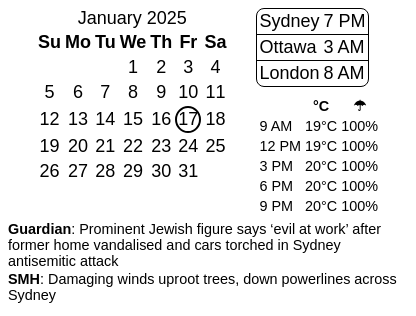 January 2025
Su Mo Tu We Th Fr Sa
1 2 3 4
5 6 7 8 9 10 11
12 13 14 15 16 17 18
19 20 21 22 23 24 25
26 27 28 29 30 31
Sydney 7 PM
Ottawa 3 AM
London 8 AM
°C ☂
9 AM 19°C 100%
12 PM 19°C 100%
3 PM 20°C 100%
6 PM 20°C 100%
9 PM 20°C 100%
Guardian: Prominent Jewish figure says ‘evil at work’ after
former home vandalised and cars torched in Sydney
antisemitic attack
SMH: Damaging winds uproot trees, down powerlines across
Sydney